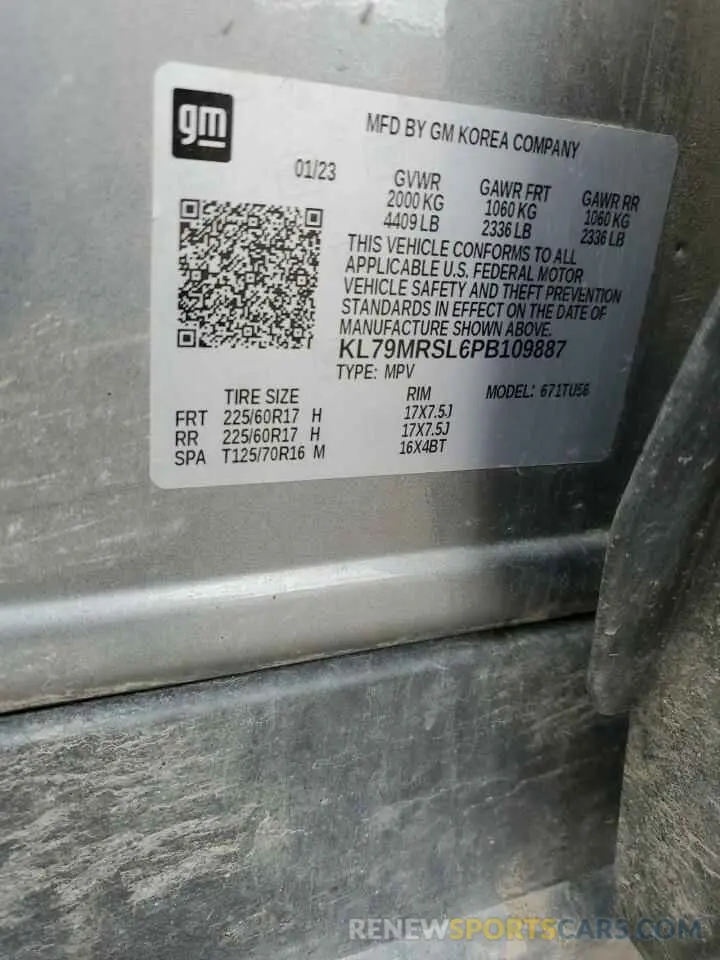 gm
MFD BY GM KOREA COMPANY
01/23
GVWR GAWR FRT GAWR RR
2000 KG 1060 KG 1060 KG
4409 LB 2336 LB 2336 LB
THIS VEHICLE CONFORMS TO ALL
APPLICABLE U.S. FEDERAL MOTOR
VEHICLE SAFETY AND THEFT PREVENTION
STANDARDS IN EFFECT ON THE DATE OF
MANUFACTURE SHOWN ABOVE.
KL79MRSL6PB109887
TYPE: MPV
TIRE SIZE RIM MODEL: 671TU56
FRT 225/60R17 H 17X7.5J
RR 225/60R17 H 17X7.5J
SPA T125/70R16 M 16X4BT
RENEWSPORTSCARS.COM